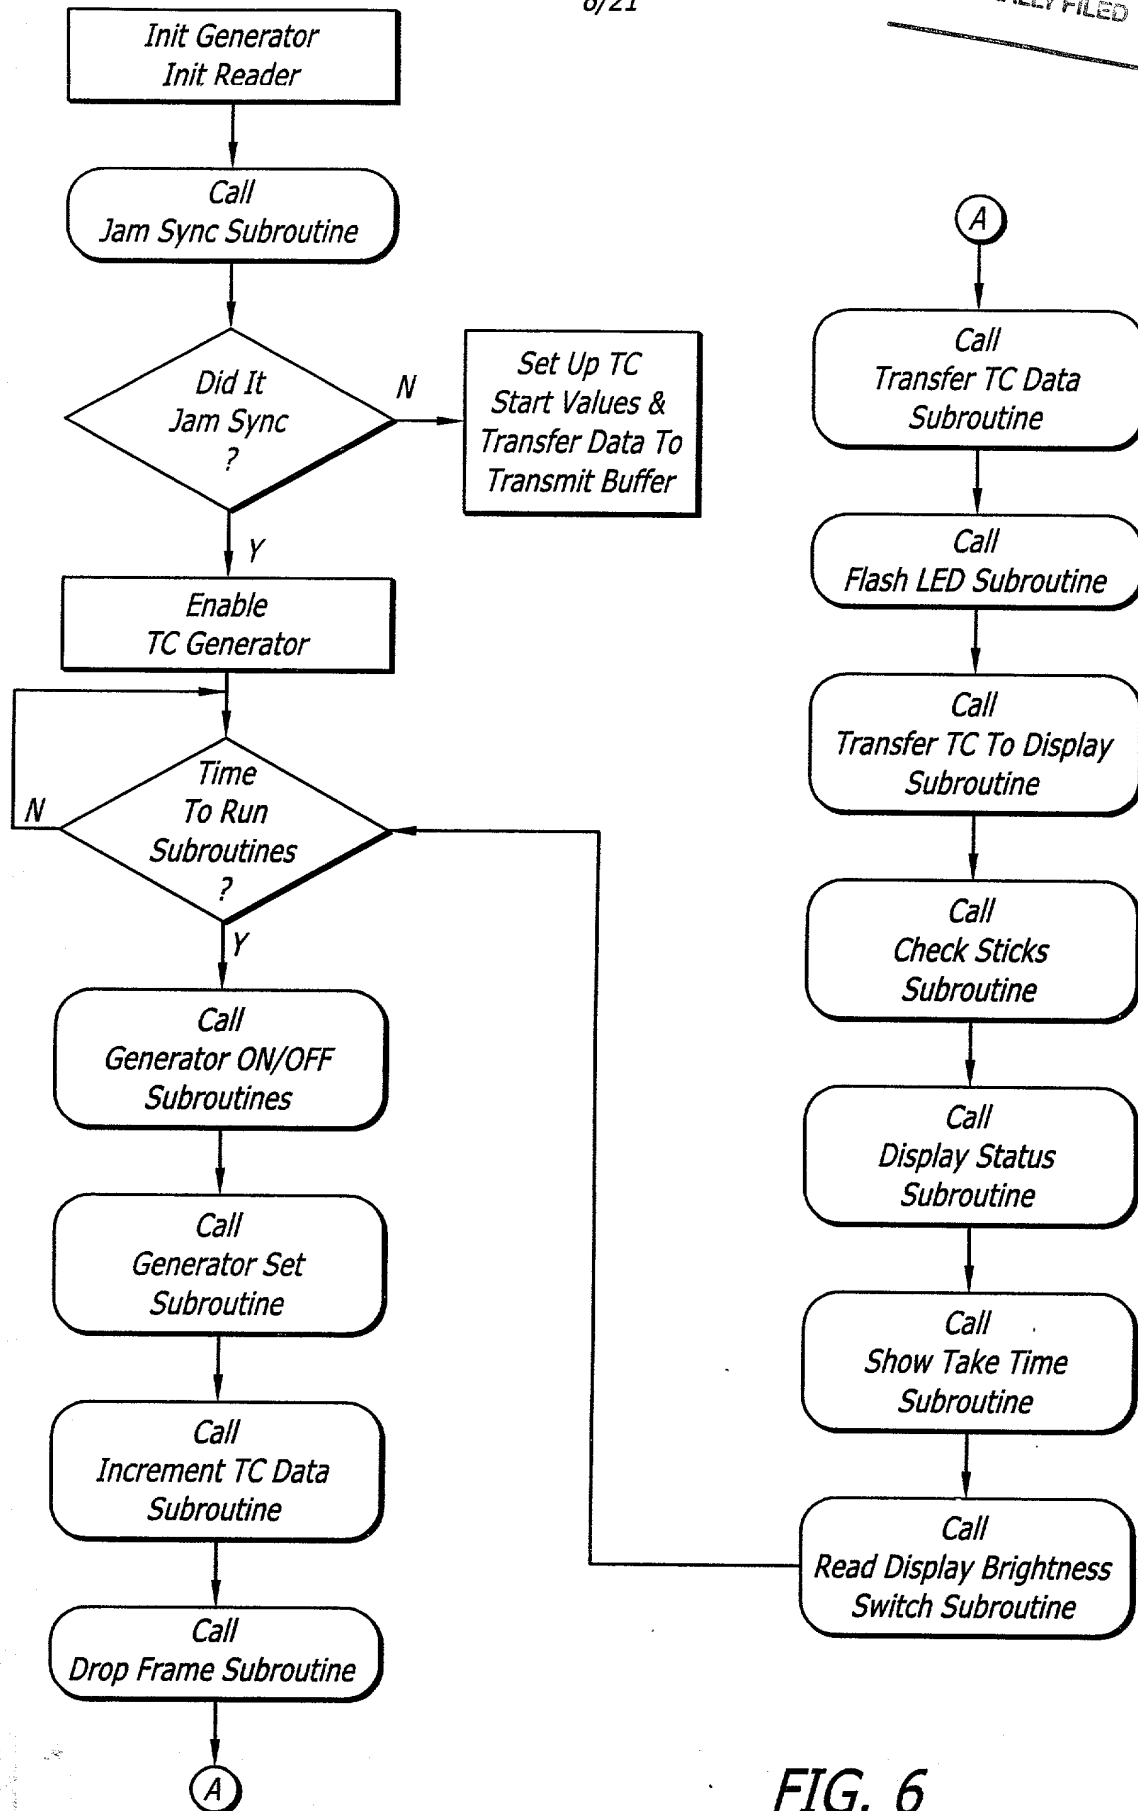 6/21
FILED
Init Generator
Init Reader
Call
Jam Sync Subroutine
Did It
Jam Sync
?
N
Set Up TC
Start Values &
Transfer Data To
Transmit Buffer
Y
Enable
TC Generator
Time
To Run
Subroutines
?
N
Y
Call
Generator ON/OFF
Subroutines
Call
Generator Set
Subroutine
Call
Increment TC Data
Subroutine
Call
Drop Frame Subroutine
A
A
Call
Transfer TC Data
Subroutine
Call
Flash LED Subroutine
Call
Transfer TC To Display
Subroutine
Call
Check Sticks
Subroutine
Call
Display Status
Subroutine
Call
Show Take Time
Subroutine
Call
Read Display Brightness
Switch Subroutine
FIG. 6